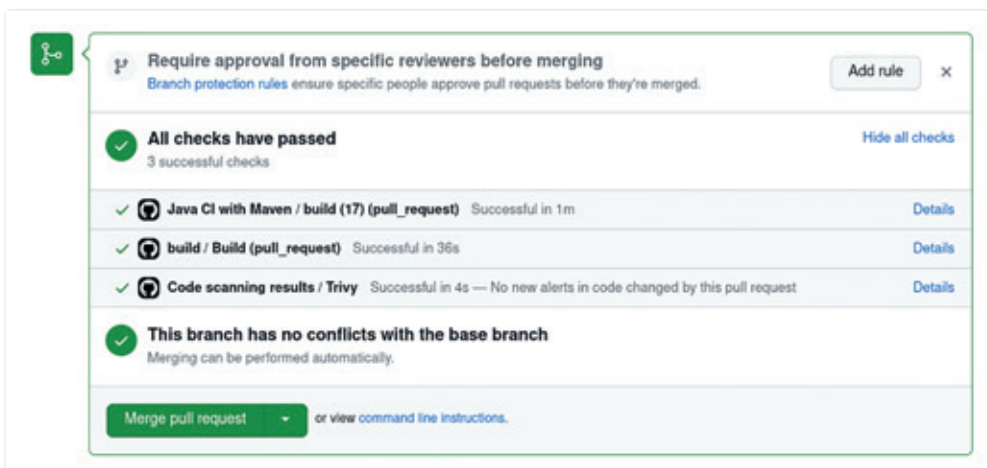 Require approval from specific reviewers before merging
Branch protection rules ensure specific people approve pull requests before they're merged.
Add rule
All checks have passed
3 successful checks
Hide all checks
Java CI with Maven / build (17) (pull_request) Successful in 1m
Details
build / Build (pull_request) Successful in 36s
Details
Code scanning results / Trivy Successful in 4s — No new alerts in code changed by this pull request
Details
This branch has no conflicts with the base branch
Merging can be performed automatically.
Merge pull request
or view command line instructions.